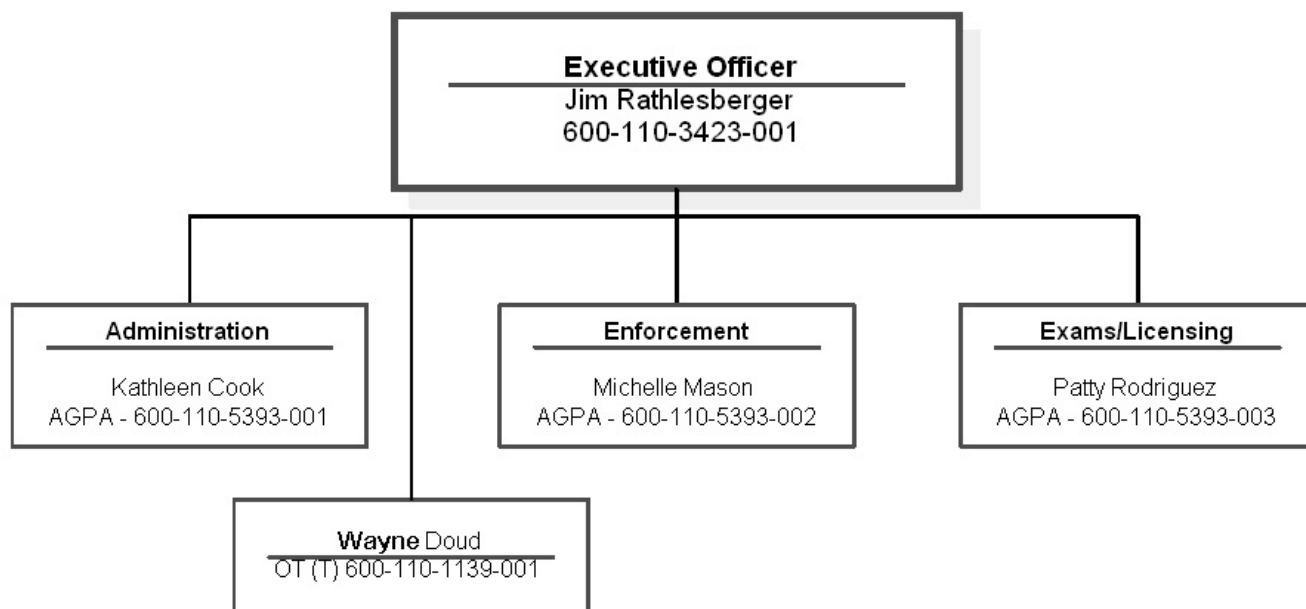 Executive Officer
Jim Rathlesberger
600-110-3423-001
Administration
Kathleen Cook
AGPA - 600-110-5393-001
Enforcement
Michelle Mason
AGPA - 600-110-5393-002
Exams/Licensing
Patty Rodriguez
AGPA - 600-110-5393-003
Wayne Doud
OT (T) 600-110-1139-001